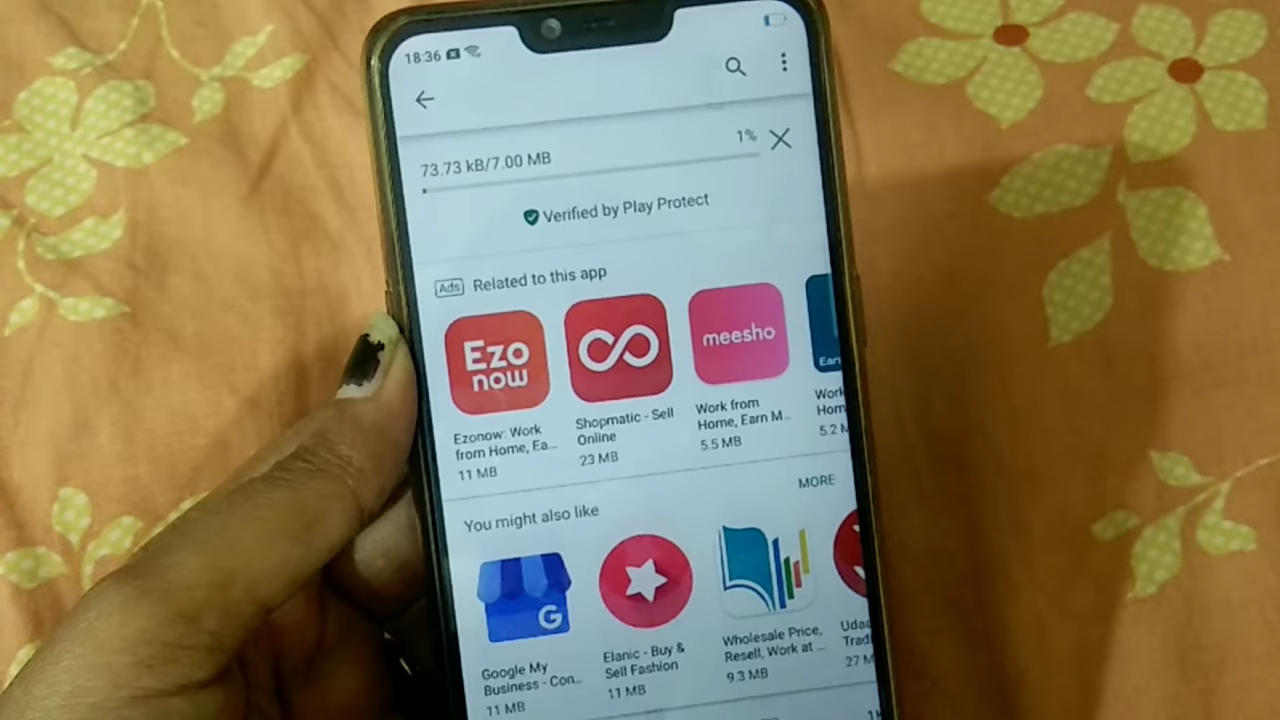 18:36
1%
73.73 kB/7.00 MB
Verified by Play Protect
Ads Related to this app
Ezo
now
meesho
Earn
Ezonow: Work
from Home, Ea...
11 MB
Shopmatic - Sell
Online
23 MB
Work from
Home, Earn M...
5.5 MB
Work
Hom
5.2 M
MORE
You might also like
G
Google My
Business - Con...
11 MB
Elanic - Buy &
Sell Fashion
11 MB
Wholesale Price,
Resell, Work at ...
9.3 MB
Udaa
Tradi
27 M